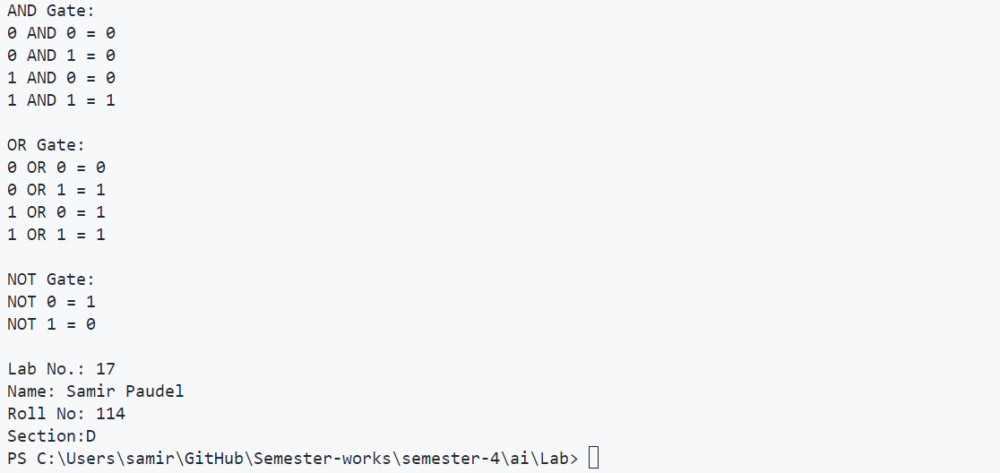 AND Gate:
0 AND 0 = 0
0 AND 1 = 0
1 AND 0 = 0
1 AND 1 = 1
OR Gate:
0 OR 0 = 0
0 OR 1 = 1
1 OR 0 = 1
1 OR 1 = 1
NOT Gate:
NOT 0 = 1
NOT 1 = 0
Lab No.: 17
Name: Samir Paudel
Roll No: 114
Section:D
PS C:\Users\samir\GitHub\Semester-works\semester-4\ai\Lab>